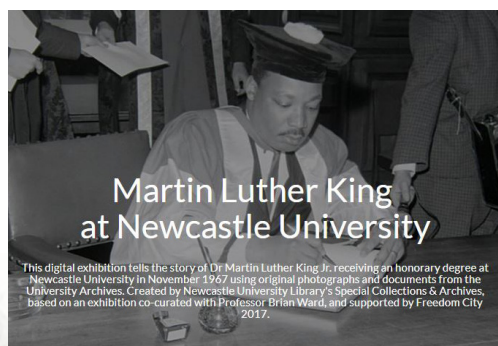 Martin Luther King
at Newcastle University
This digital exhibition tells the story of Dr Martin Luther King Jr. receiving an honorary degree at
Newcastle University in November 1967 using original photographs and documents from the
University Archives. Created by Newcastle University Library's Special Collections & Archives,
based on an exhibition co-curated with Professor Brian Ward, and supported by Freedom City
2017.